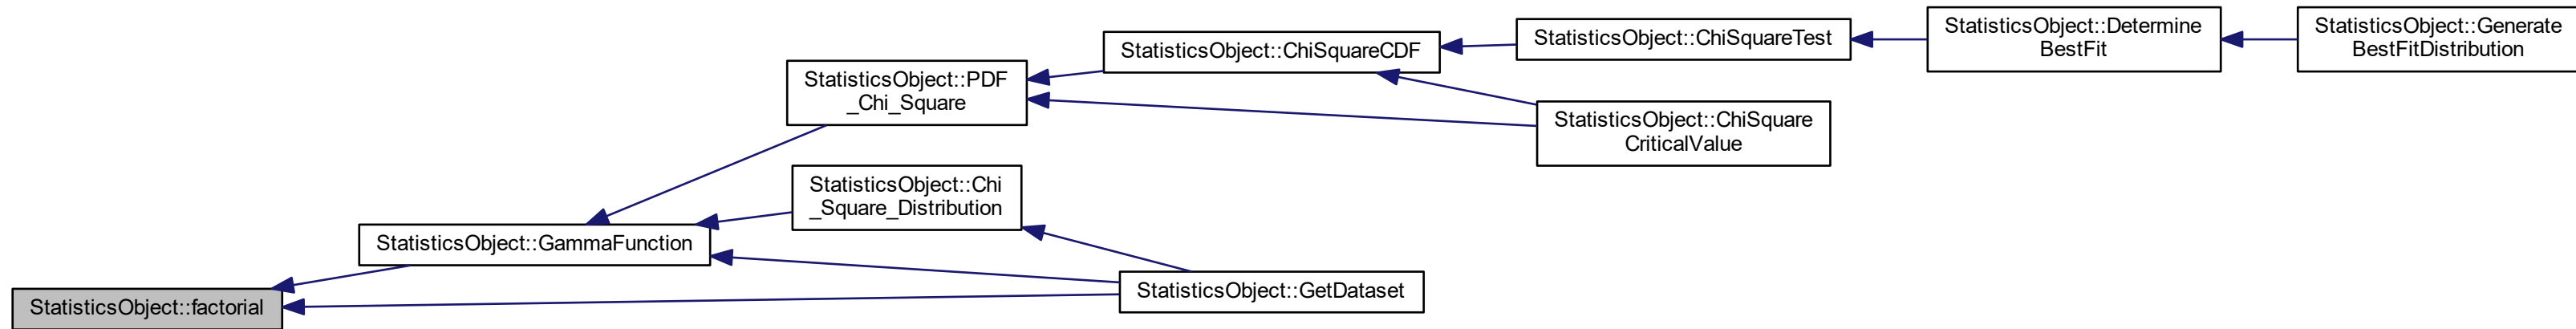 StatisticsObject::factorial
StatisticsObject::GammaFunction
StatisticsObject::PDF
_Chi_Square
StatisticsObject::Chi
_Square_Distribution
StatisticsObject::GetDataset
StatisticsObject::ChiSquareCDF
StatisticsObject::ChiSquareTest
StatisticsObject::ChiSquare
CriticalValue
StatisticsObject::Determine
BestFit
StatisticsObject::Generate
BestFitDistribution